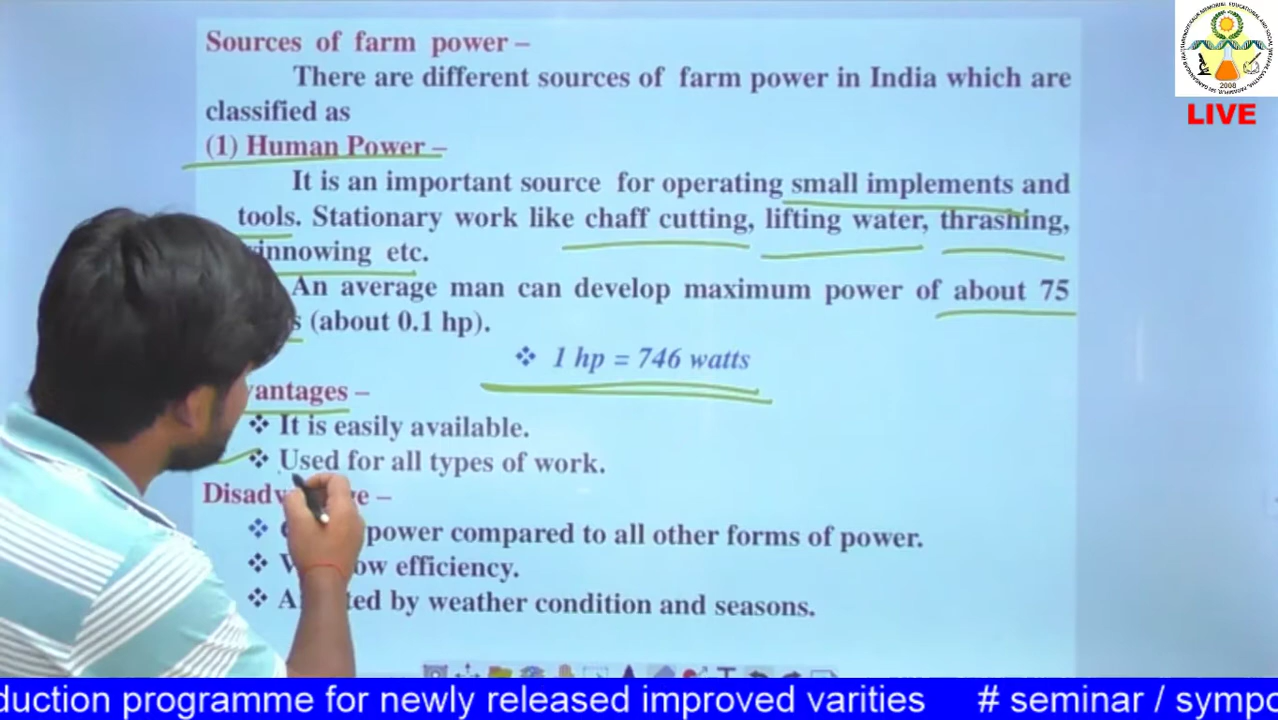 Sources of farm power –
There are different sources of farm power in India which are
classified as
(1) Human Power –
It is an important source for operating small implements and
tools. Stationary work like chaff cutting, lifting water, thrashing,
innowing etc.
An average man can develop maximum power of about 75
s (about 0.1 hp).
❖ 1 hp = 746 watts
vantages –
❖ It is easily available.
❖ Used for all types of work.
Disadv e –
❖ power compared to all other forms of power.
❖ V ow efficiency.
❖ A ted by weather condition and seasons.
2008
LIVE
duction programme for newly released improved varities # seminar / sympo